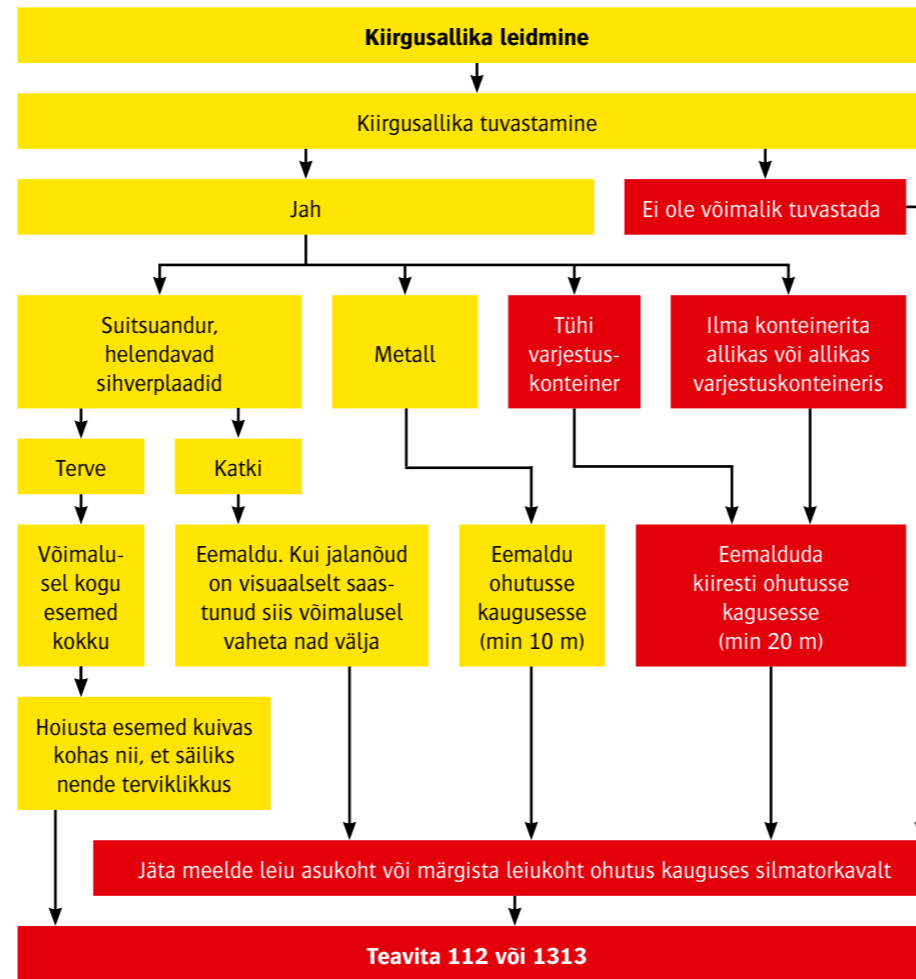 Kiirgusallika leidmine
Kiirgusallika tuvastamine
Jah
Ei ole võimalik tuvastada
Suitsuandur,
helendavad
sihverplaadid
Metall
Tühi
varjestus-
konteiner
Ilma konteinerita
allikas või allikas
varjestuskonteineris
Terve
Katki
Võimalu-
sel kogu
esemed
kokku
Eemaldu. Kui jalanõud
on visuaalselt saas-
tunud siis võimalusel
vaheta nad välja
Eemaldu
ohutusse
kaugusesse
(min 10 m)
Eemalduda
kiiresti ohutusse
kagusesse
(min 20 m)
Hoiusta esemed kuivas
kohas nii, et säiliks
nende terviklikkus
Jäta meelde leiu asukoht või märgista leiukoht ohutus kauguses silmatorkavalt
Teavita 112 või 1313